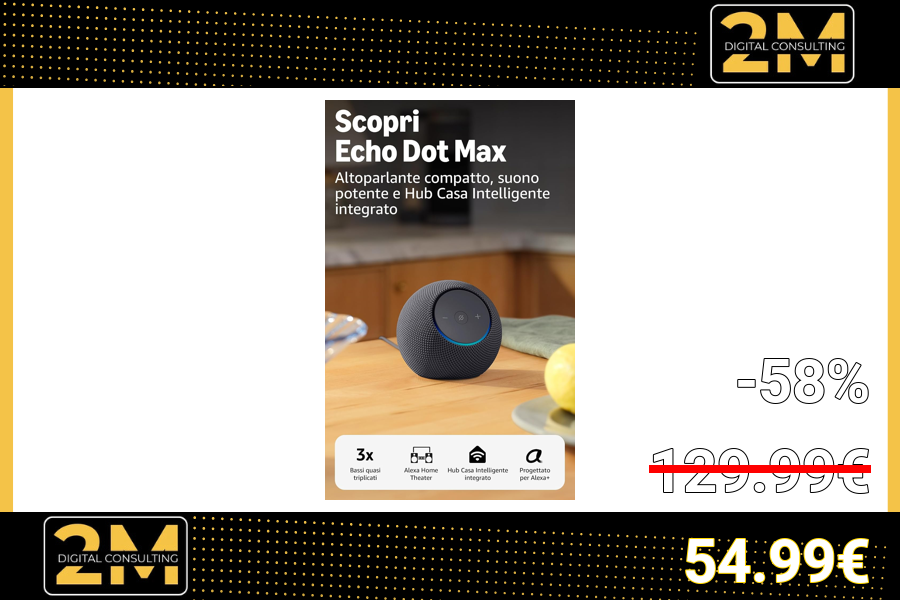 2M
DIGITAL CONSULTING
Scopri
Echo Dot Max
Altoparlante compatto, suono
potente e Hub Casa Intelligente
integrato
3x
Bassi quasi
triplicati
Alexa Home
Theater
Hub Casa Intelligente
integrato
Progettato
per Alexa+
-58%
129.99€
2M
DIGITAL CONSULTING
54.99€